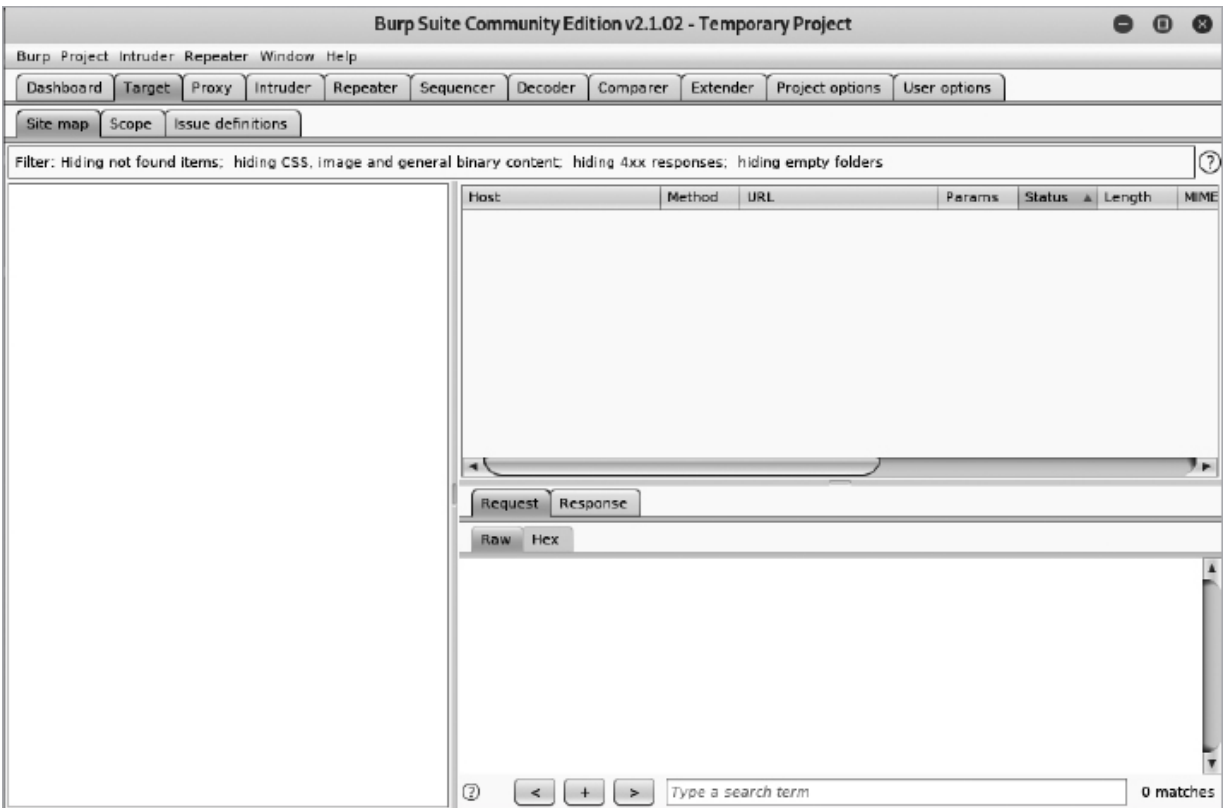 Burp Suite Community Edition v2.1.02 - Temporary Project
Burp Project Intruder Repeater Window Help
Dashboard Target Proxy Intruder Repeater Sequencer Decoder Comparer Extender Project options User options
Site map Scope Issue definitions
Filter: Hiding not found items; hiding CSS, image and general binary content; hiding 4xx responses; hiding empty folders ?
Host Method URL Params Status Length MIME
Request Response
Raw Hex
? < + > Type a search term 0 matches